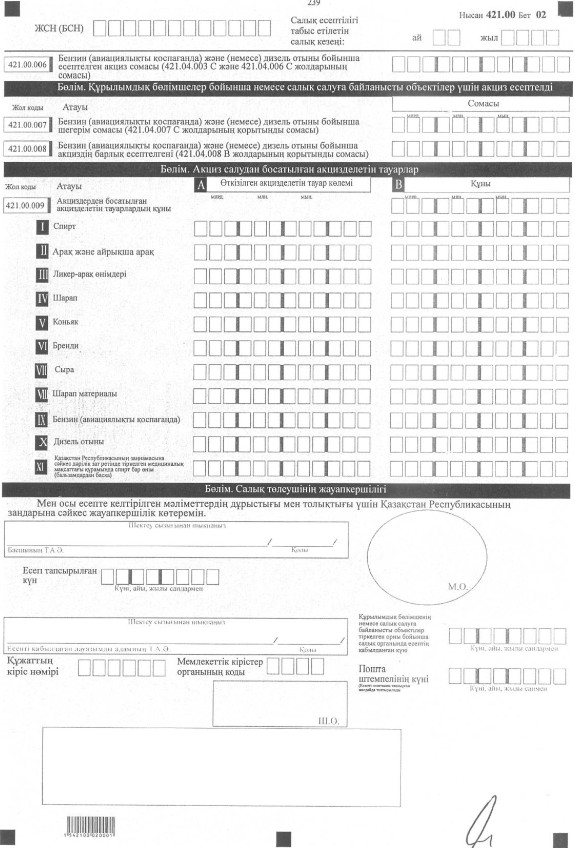 239
Нысан 421.00 Бет 02
ЖСН (БСН)
Салық есептілігі
табыс етілетін
салық кезеңі:
ай
жыл
421.00.006
Бензин (авиациялықты қоспағанда) және (немесе) дизель отыны бойынша
есептелген акциз сомасы (421.04.003 С және 421.04.006 С жолдарының
сомасы)
Бөлім. Құрылымдық бөлімшелер бойынша немесе салық салуға байланысты объектілер үшін акциз есептелді
Жол коды
Атауы
Сомасы
421.00.007
Бензин (авиациялықты қоспағанда) және (немесе) дизель отыны бойынша
шегерім сомасы (421.04.007 С жолдарының қорытынды сомасы)
421.00.008
Бензин (авиациялықты қоспағанда) және (немесе) дизель отыны бойынша
акциздің барлық есептелгені (421.04.008 В жолдарының қорытынды сомасы)
Бөлім. Акциз салудан босатылған акцизделетін тауарлар
Жол коды
Атауы
A Өткізілген акцизделетін тауар көлемі
B Құны
421.00.009
Акциздерден босатылған
акцизделетін тауарлардың құны
I Спирт
II Арақ және айрықша арақ
III Ликер-арақ өнімдері
IV Шарап
V Коньяк
VI Бренди
VII Сыра
VIII Шарап материалы
IX Бензин (авиациялықты қоспағанда)
X Дизель отыны
XI Қазақстан Республикасының заңнамасына
сәйкес дәрілік зат ретінде тіркелген медициналық
мақсаттағы құрамында спирт бар өнім
(бальзамдардан басқа)
Бөлім. Салық төлеушінің жауапкершілігі
Мен осы есепте келтірілген мәліметтердің дұрыстығы мен толықтығы үшін Қазақстан Республикасының
заңдарына сәйкес жауапкершілік көтеремін.
Шектеу сызығынан шықпаңыз
Басшының Т.А.Ә.
Қолы
М.О.
Есеп тапсырылған
күн
Күні, айы, жылы сандармен
Шектеу сызығынан шықпаңыз
Есепті қабылдаған лауазымды адамның Т.А.Ә.
Қолы
Құрылымдық бөлімшенің
немесе салық салуға
байланысты объектілер
тіркелген орны бойынша
салық органында есептің
қабылданған күні
Күні, айы, жылы сандармен
Құжаттың
кіріс нөмірі
Мемлекеттік кірістер
органының коды
Пошта
штемпелінің күні
Күні, айы, жылы санмен
Ш.О.